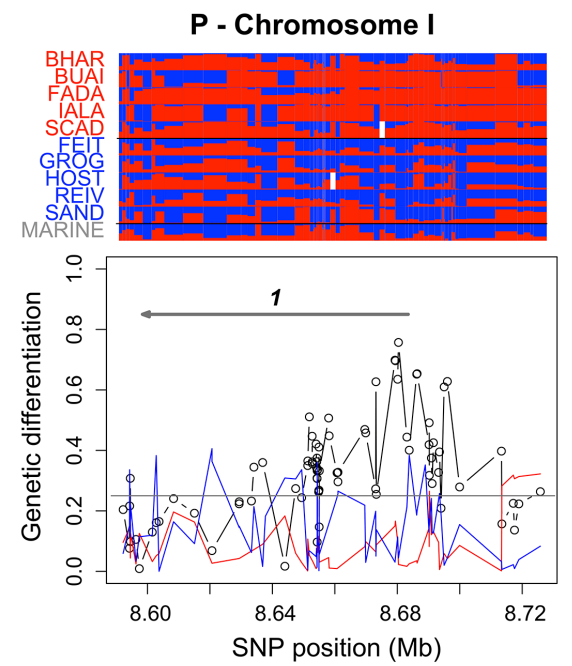 P - Chromosome I
BHAR
BUAI
FADA
IALA
SCAD
FEIT
GROG
HOST
REIV
SAND
MARINE
1.0
0.8
0.6
0.4
0.2
0.0
Genetic differentiation
1
8.60
8.64
8.68
8.72
SNP position (Mb)